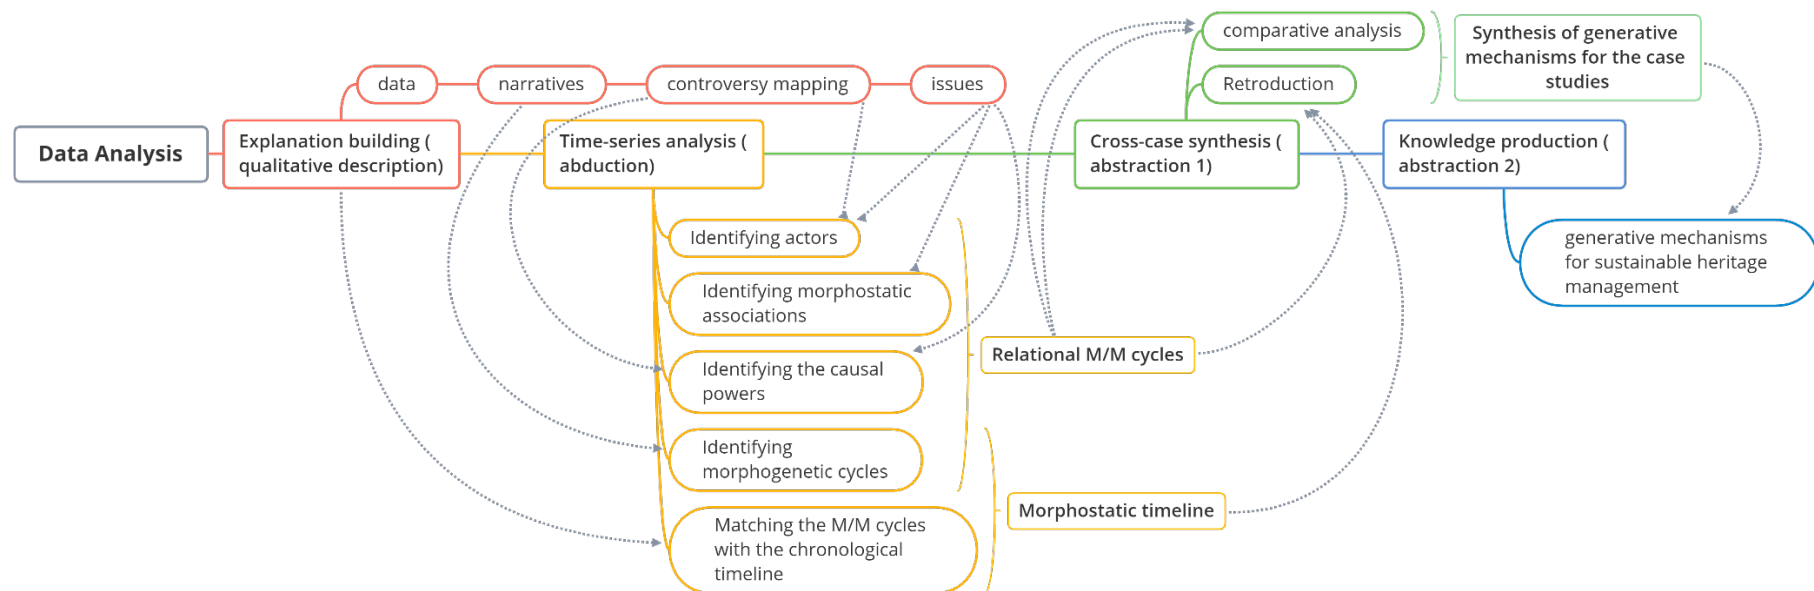 Data Analysis
Explanation building (
qualitative description)
data
narratives
controversy mapping
issues
Time-series analysis (
abduction)
Identifying actors
Identifying morphostatic
associations
Identifying the causal
powers
Identifying
morphogenetic cycles
Matching the M/M cycles
with the chronological
timeline
Relational M/M cycles
Morphostatic timeline
Cross-case synthesis (
abstraction 1)
comparative analysis
Retroduction
Synthesis of generative
mechanisms for the case
studies
Knowledge production (
abstraction 2)
generative mechanisms
for sustainable heritage
management